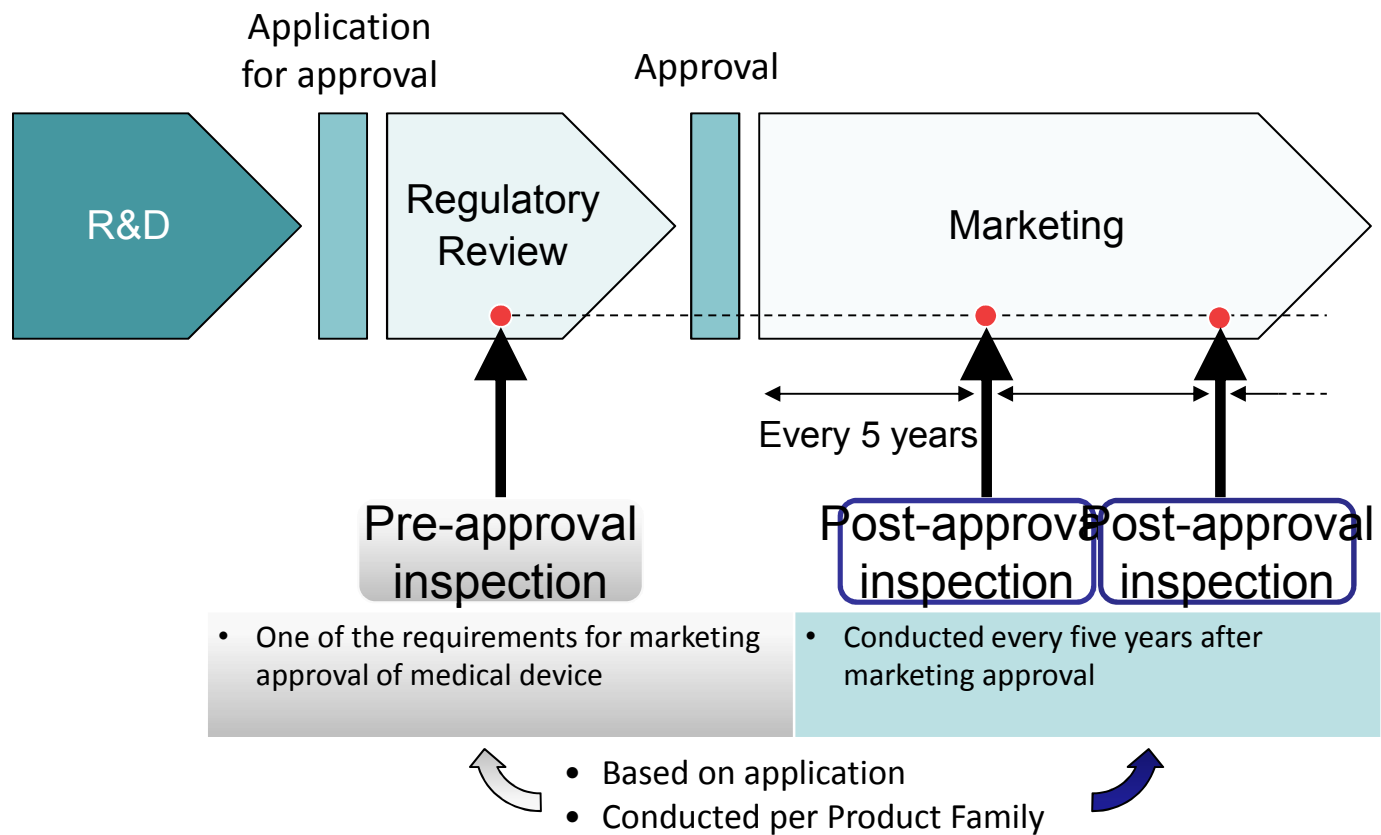 Application
for approval
Approval
R&D
Regulatory
Review
Marketing
Every 5 years
Pre-approval
inspection
Post-approval
inspection
Post-approval
inspection
• One of the requirements for marketing
approval of medical device
• Conducted every five years after
marketing approval
• Based on application
• Conducted per Product Family